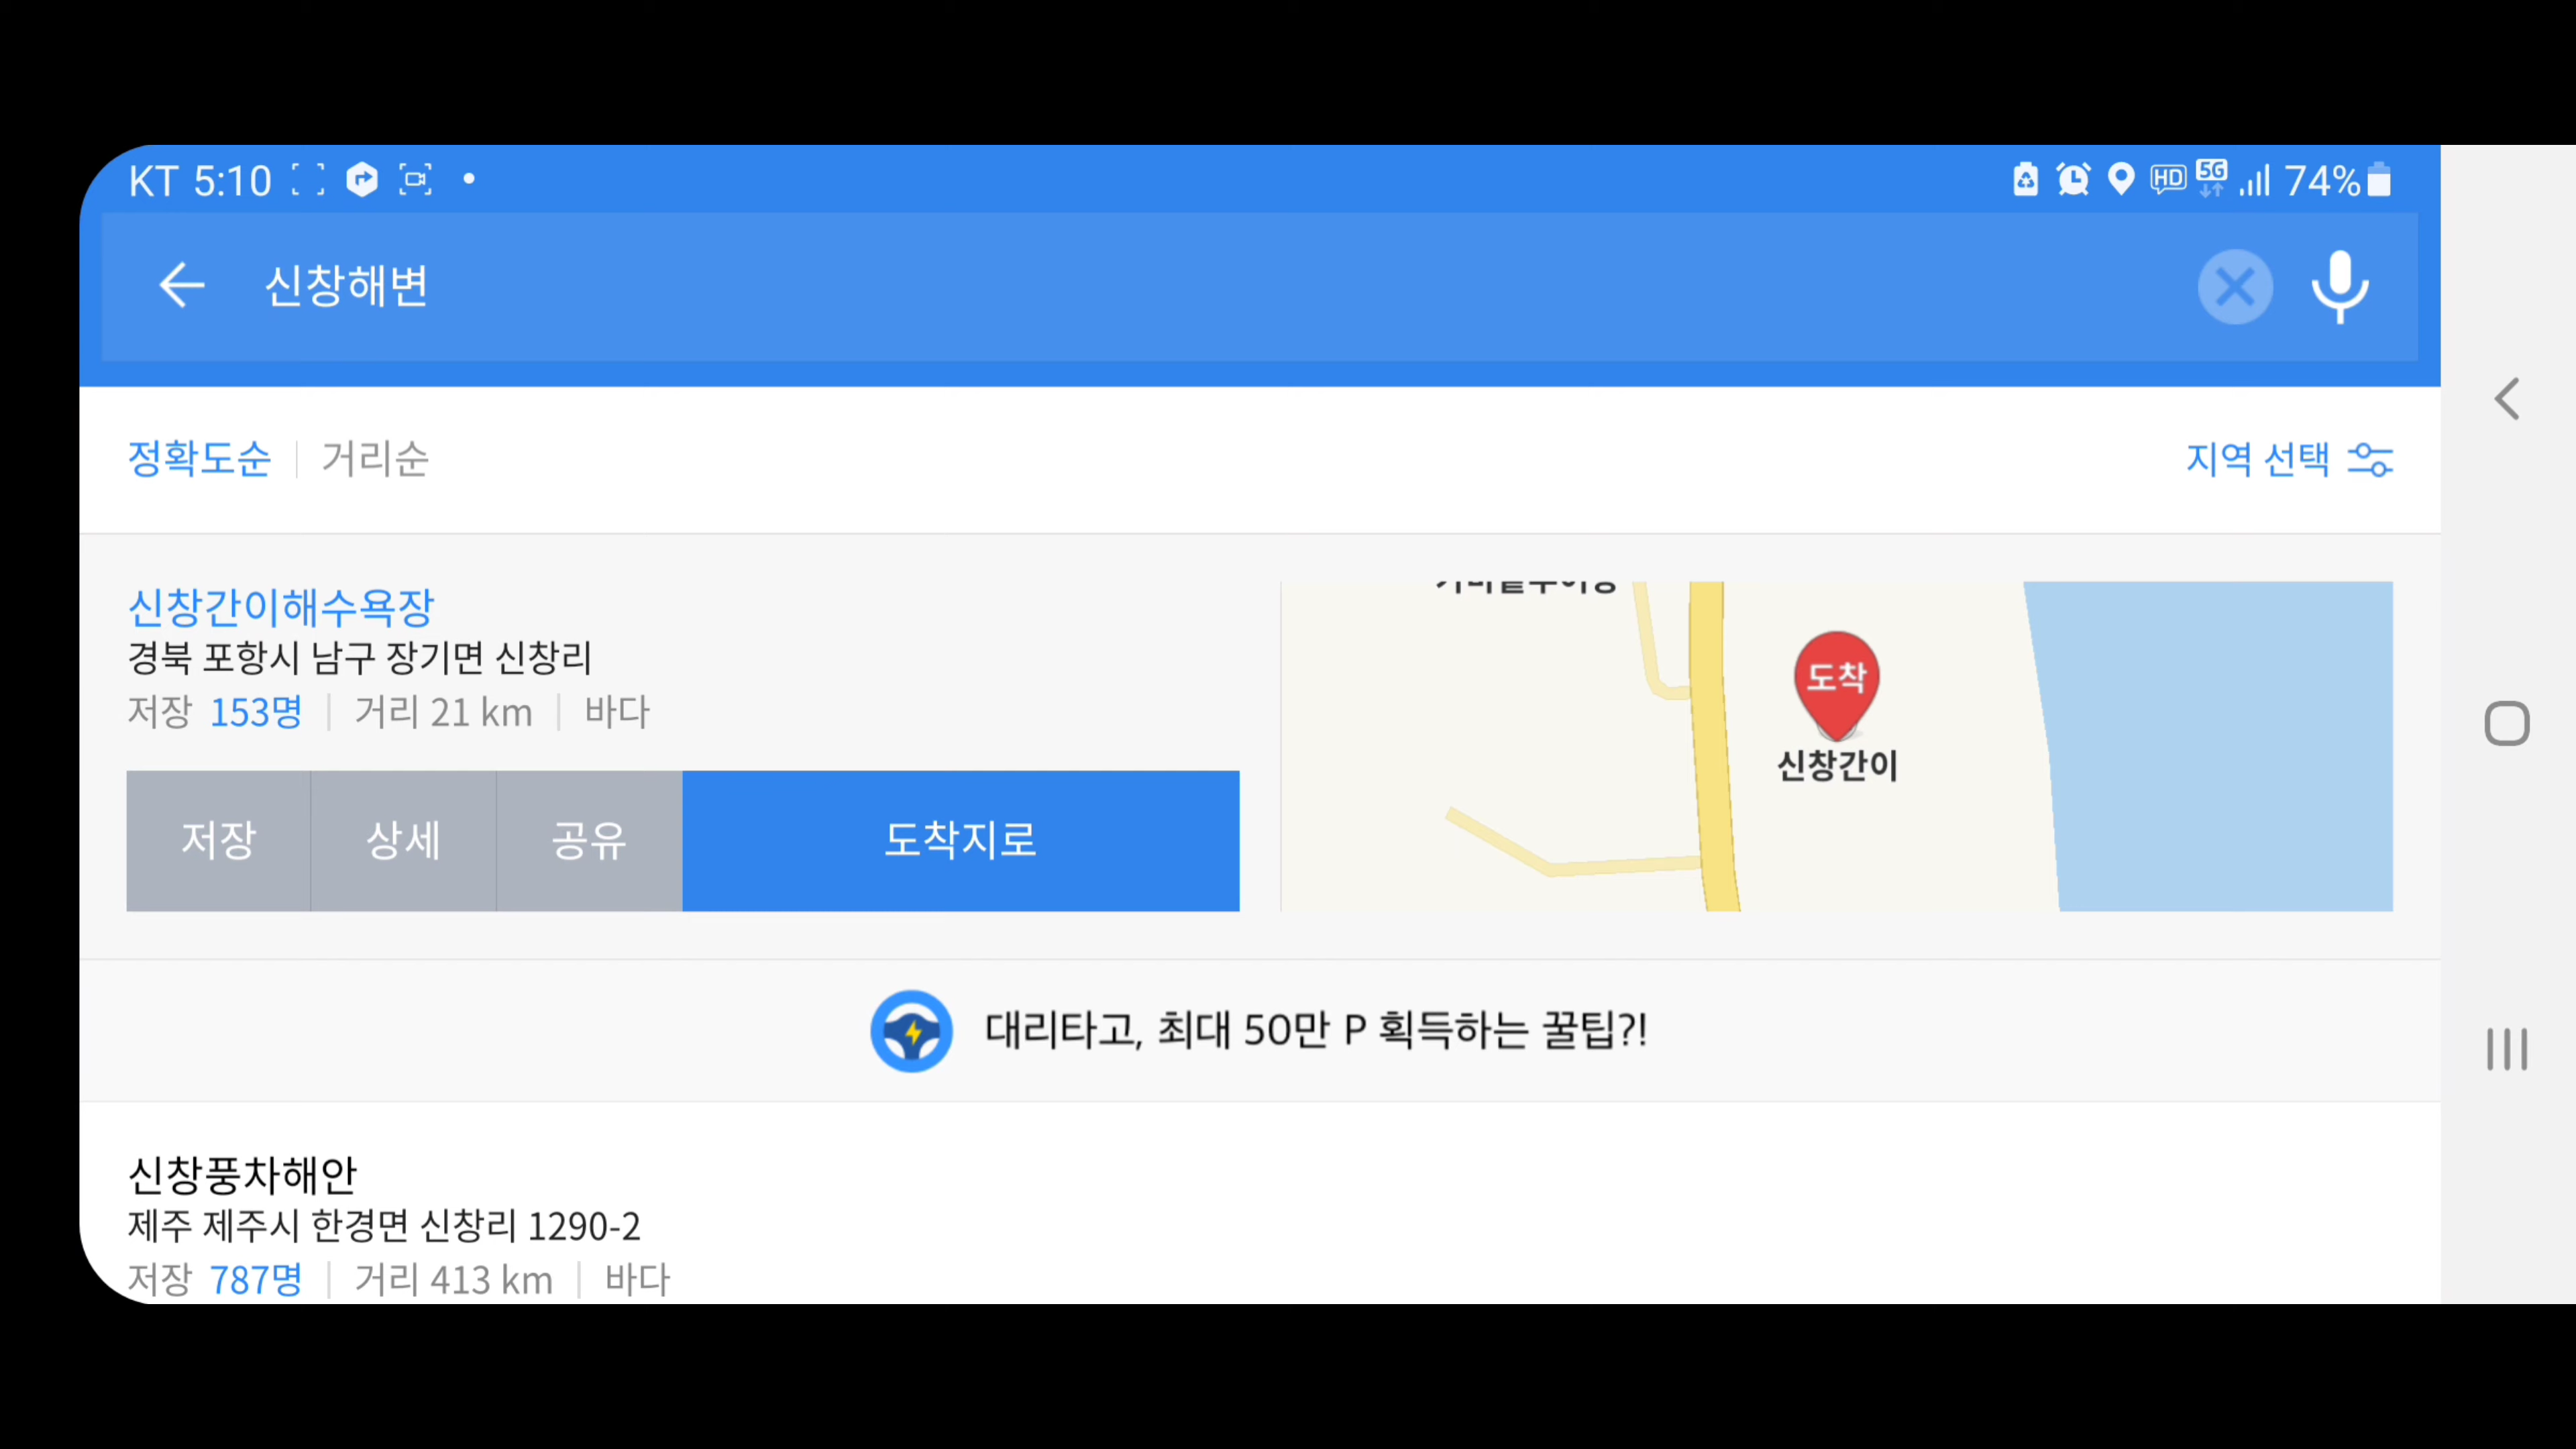 KT 5:10
HD 5G 74%
신창해변
정확도순 거리순
지역 선택
신창간이해수욕장
경북 포항시 남구 장기면 신창리
저장 153명 거리 21 km 바다
저장 상세 공유 도착지로
도착
신창간이
대리타고, 최대 50만 P 획득하는 꿀팁?!
신창풍차해안
제주 제주시 한경면 신창리 1290-2
저장 787명 거리 413 km 바다